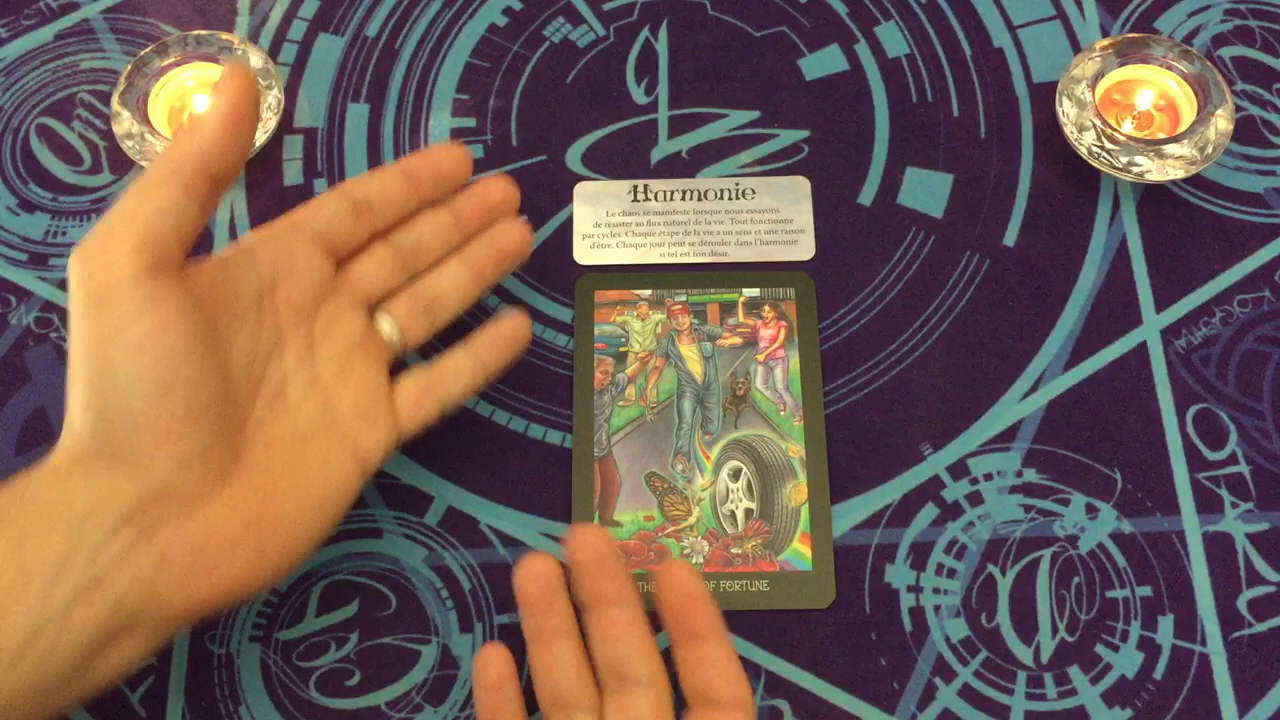 Harmonie
Le chaos se manifeste lorsque nous essayons
de résister au flux naturel de la vie. Tout fonctionne
par cycles. Chaque étape de la vie a un sens et une raison
d'être. Chaque jour peut se dérouler dans l'harmonie
si tel est ton désir.
THE OF FORTUNE